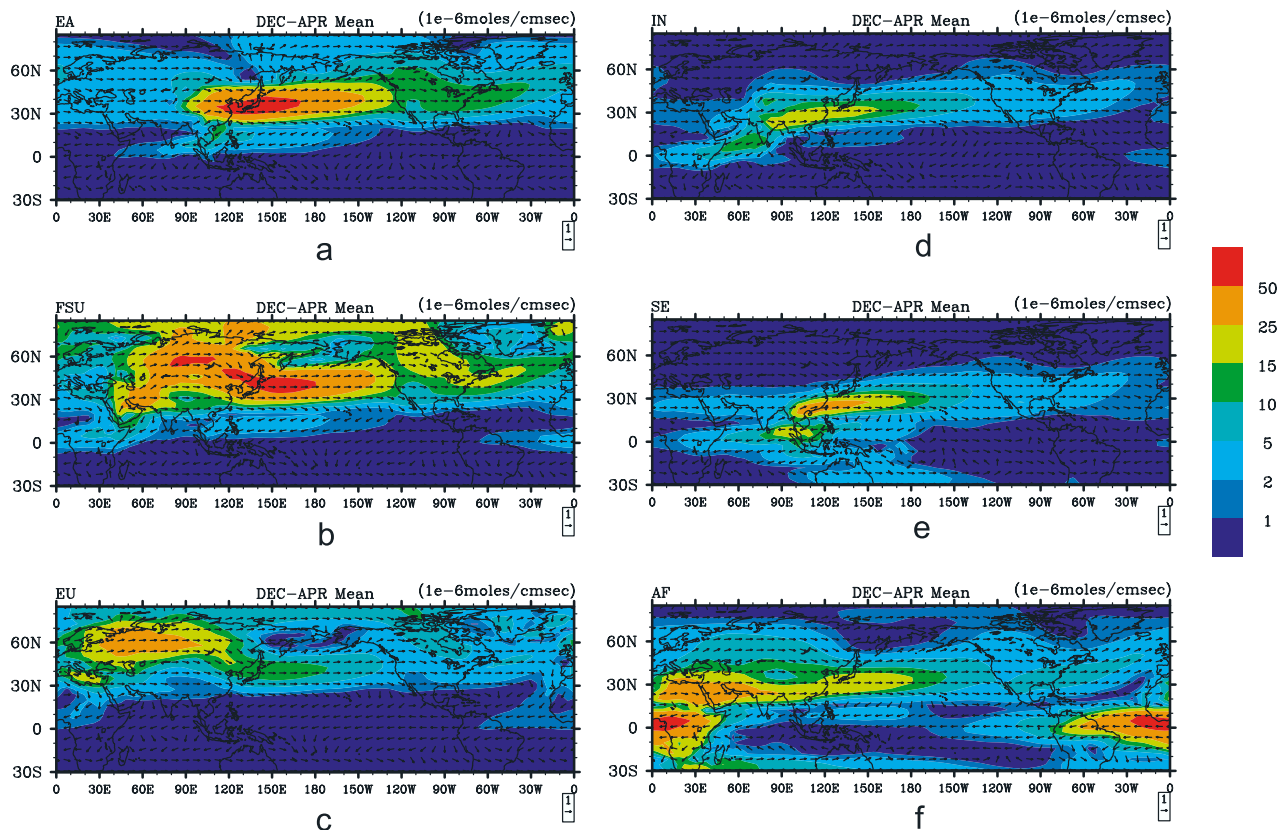 EA DEC-APR Mean (1e-6moles/cmsec)
60N
30N
0
30S
0 30E 60E 90E 120E 150E 180 150W 120W 90W 60W 30W 0
1
a
IN DEC-APR Mean (1e-6moles/cmsec)
60N
30N
0
30S
0 30E 60E 90E 120E 150E 180 150W 120W 90W 60W 30W 0
1
d
FSU DEC-APR Mean (1e-6moles/cmsec)
60N
30N
0
30S
0 30E 60E 90E 120E 150E 180 150W 120W 90W 60W 30W 0
1
b
SE DEC-APR Mean (1e-6moles/cmsec)
60N
30N
0
30S
0 30E 60E 90E 120E 150E 180 150W 120W 90W 60W 30W 0
1
e
EU DEC-APR Mean (1e-6moles/cmsec)
60N
30N
0
30S
0 30E 60E 90E 120E 150E 180 150W 120W 90W 60W 30W 0
1
c
AF DEC-APR Mean (1e-6moles/cmsec)
60N
30N
0
30S
0 30E 60E 90E 120E 150E 180 150W 120W 90W 60W 30W 0
1
f
50
25
15
10
5
2
1